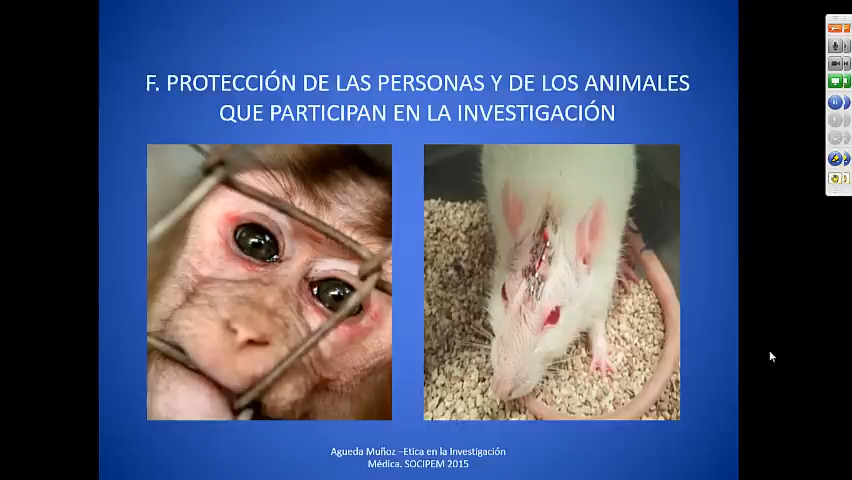 F. PROTECCIÓN DE LAS PERSONAS Y DE LOS ANIMALES
QUE PARTICIPAN EN LA INVESTIGACIÓN
Agueda Muñoz –Etica en la Investigación
Médica. SOCIPEM 2015